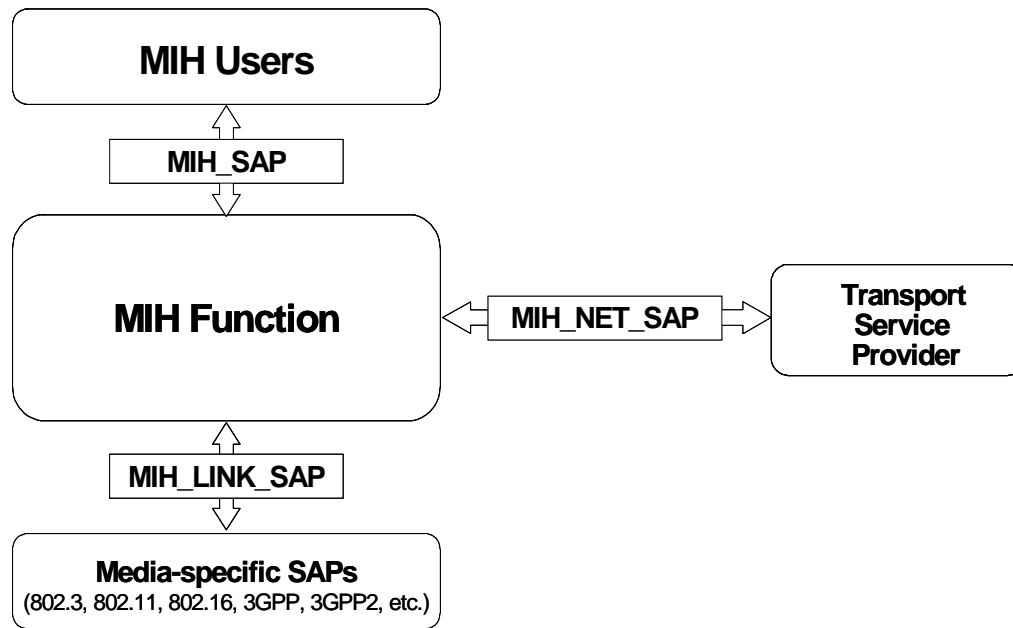 MIH Users
MIH_SAP
MIH Function
MIH_NET_SAP
Transport
Service
Provider
MIH_LINK_SAP
Media-specific SAPs
(802.3, 802.11, 802.16, 3GPP, 3GPP2, etc.)